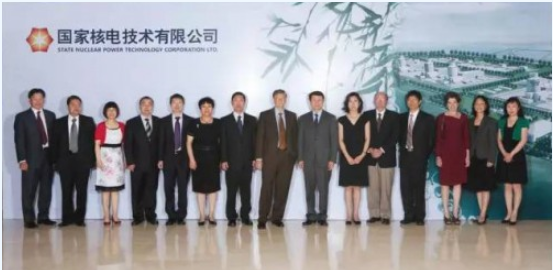 国家核电技术有限公司
STATE NUCLEAR POWER TECHNOLOGY CORPORATION LTD